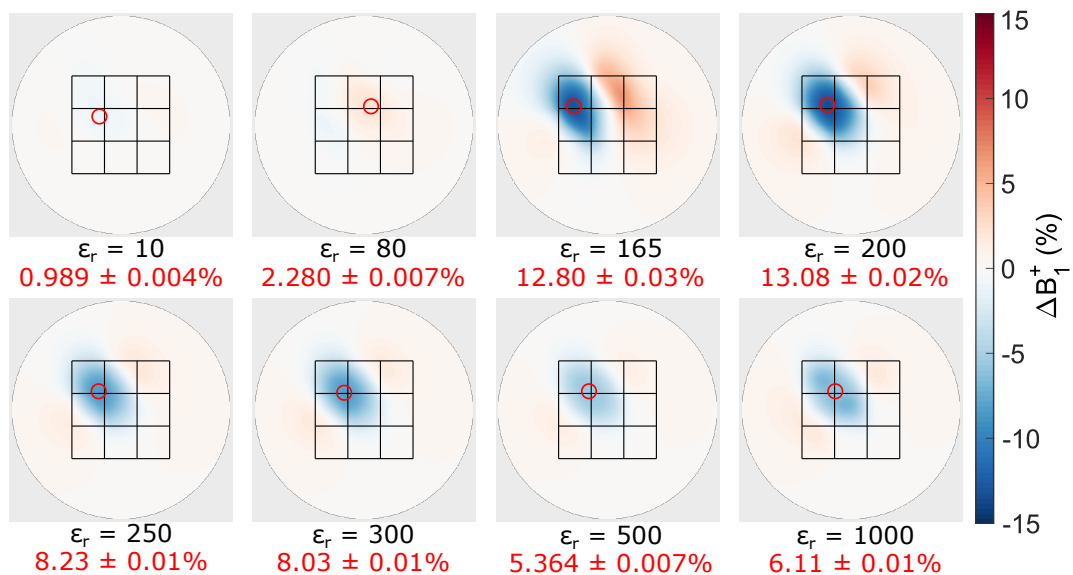 εr = 10
0.989 ± 0.004%
εr = 80
2.280 ± 0.007%
εr = 165
12.80 ± 0.03%
εr = 200
13.08 ± 0.02%
εr = 250
8.23 ± 0.01%
εr = 300
8.03 ± 0.01%
εr = 500
5.364 ± 0.007%
εr = 1000
6.11 ± 0.01%
15
10
5
0
-5
-10
-15
ΔB₁⁺ (%)